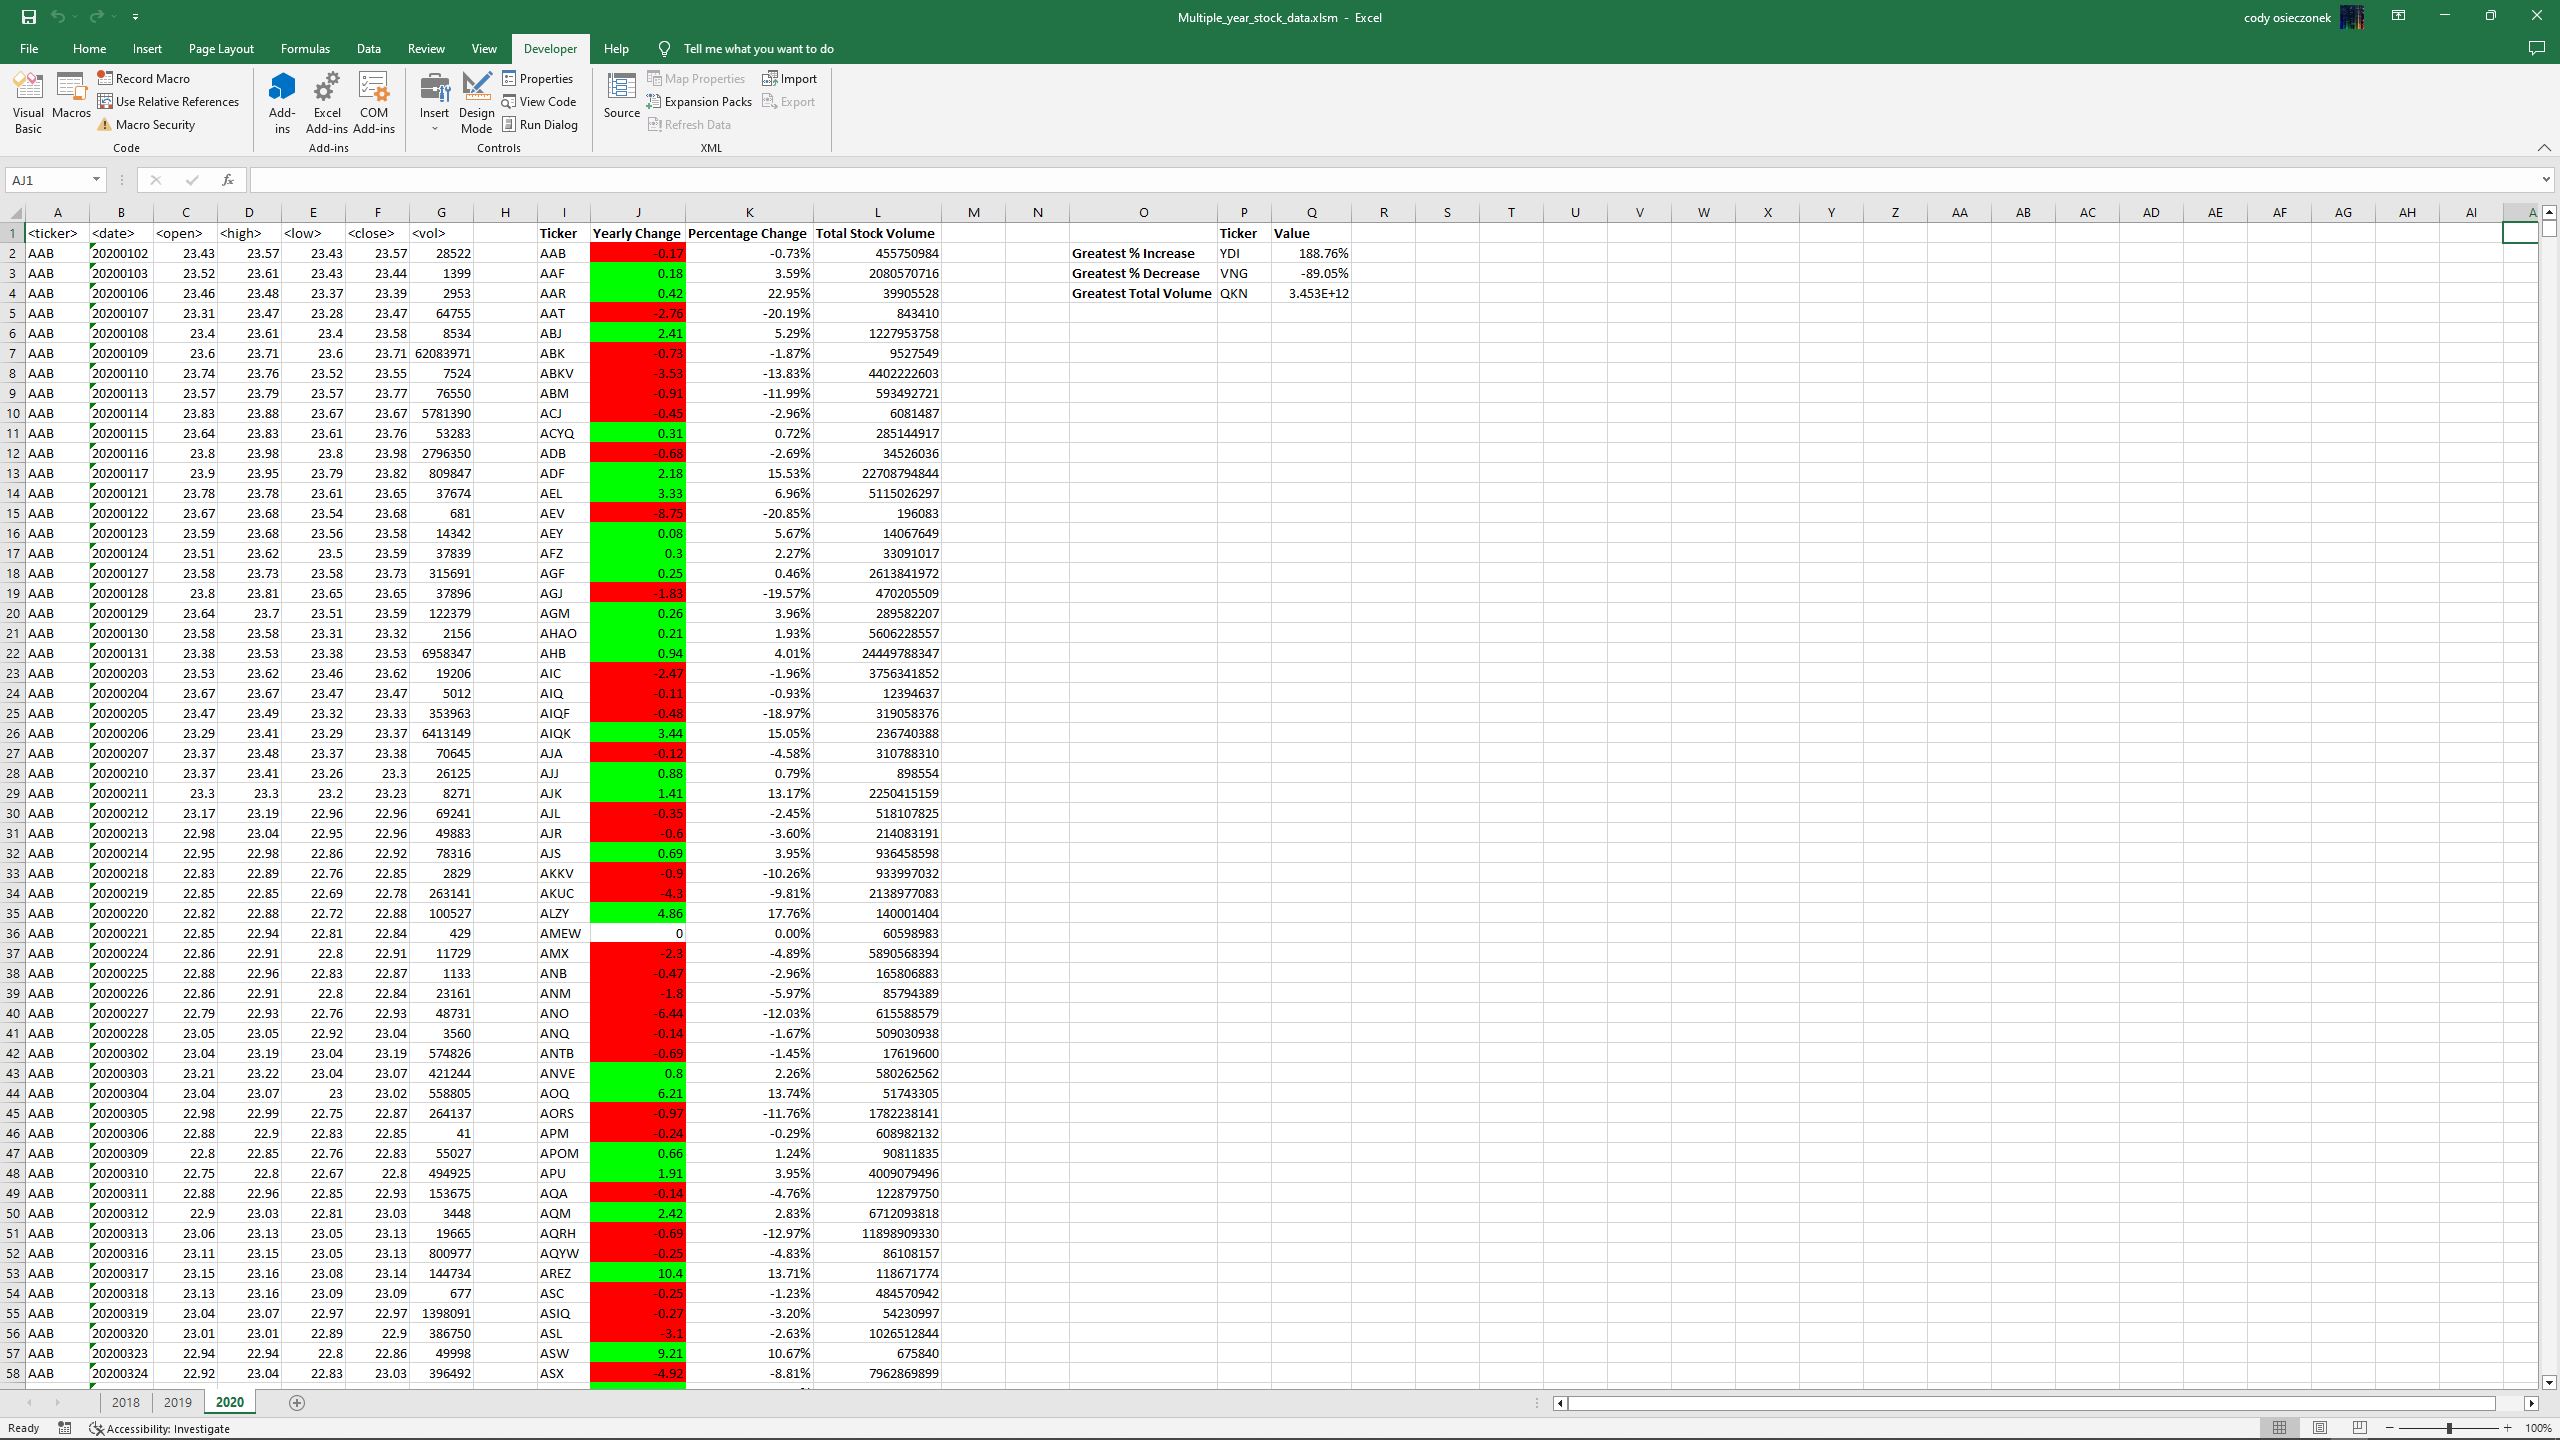 Multiple_year_stock_data.xlsm - Excel
cody osieczonek
File Home Insert Page Layout Formulas Data Review View Developer Help Tell me what you want to do
Visual Basic Macros Record Macro Use Relative References Macro Security Code
Add-ins Excel Add-ins COM Add-ins Add-ins
Insert Design Mode Properties View Code Run Dialog Controls
Source Map Properties Expansion Packs Refresh Data Import Export XML
AJ1 fx
A B C D E F G H I J K L M N O P Q R S T U V W X Y Z AA AB AC AD AE AF AG AH AI A
1 <ticker> <date> <open> <high> <low> <close> <vol> Ticker Yearly Change Percentage Change Total Stock Volume Ticker Value
2 AAB 20200102 23.43 23.57 23.43 23.57 28522 AAB -0.17 -0.73% 455750984 Greatest % Increase YDI 188.76%
3 AAB 20200103 23.52 23.61 23.43 23.44 1399 AAF 0.18 3.59% 2080570716 Greatest % Decrease VNG -89.05%
4 AAB 20200106 23.46 23.48 23.37 23.39 2953 AAR 0.42 22.95% 39905528 Greatest Total Volume QKN 3.453E+12
5 AAB 20200107 23.31 23.47 23.28 23.47 64755 AAT -2.76 -20.19% 843410
6 AAB 20200108 23.4 23.61 23.4 23.58 8534 ABJ 2.41 5.29% 1227953758
7 AAB 20200109 23.6 23.71 23.6 23.71 62083971 ABK -0.73 -1.87% 9527549
8 AAB 20200110 23.74 23.76 23.52 23.55 7524 ABKV -3.53 -13.83% 4402222603
9 AAB 20200113 23.57 23.79 23.57 23.77 76550 ABM -0.91 -11.99% 593492721
10 AAB 20200114 23.83 23.88 23.67 23.67 5781390 ACJ -0.45 -2.96% 6081487
11 AAB 20200115 23.64 23.83 23.61 23.76 53283 ACYQ 0.31 0.72% 285144917
12 AAB 20200116 23.8 23.98 23.8 23.98 2796350 ADB -0.68 -2.69% 34526036
13 AAB 20200117 23.9 23.95 23.79 23.82 809847 ADF 2.18 15.53% 22708794844
14 AAB 20200121 23.78 23.78 23.61 23.65 37674 AEL 3.33 6.96% 5115026297
15 AAB 20200122 23.67 23.68 23.54 23.68 681 AEV -8.75 -20.85% 196083
16 AAB 20200123 23.59 23.68 23.56 23.58 14342 AEY 0.08 5.67% 14067649
17 AAB 20200124 23.51 23.62 23.5 23.59 37839 AFZ 0.3 2.27% 33091017
18 AAB 20200127 23.58 23.73 23.58 23.73 315691 AGF 0.25 0.46% 2613841972
19 AAB 20200128 23.8 23.81 23.65 23.65 37896 AGJ -1.83 -19.57% 470205509
20 AAB 20200129 23.64 23.7 23.51 23.59 122379 AGM 0.26 3.96% 289582207
21 AAB 20200130 23.58 23.58 23.31 23.32 2156 AHAO 0.21 1.93% 5606228557
22 AAB 20200131 23.38 23.53 23.38 23.53 6958347 AHB 0.94 4.01% 24449788347
23 AAB 20200203 23.53 23.62 23.46 23.62 19206 AIC -2.47 -1.96% 3756341852
24 AAB 20200204 23.67 23.67 23.47 23.47 5012 AIQ -0.11 -0.93% 12394637
25 AAB 20200205 23.47 23.49 23.32 23.33 353963 AIQF -0.48 -18.97% 319058376
26 AAB 20200206 23.29 23.41 23.29 23.37 6413149 AIQK 3.44 15.05% 236740388
27 AAB 20200207 23.37 23.48 23.37 23.38 70645 AJA -0.12 -4.58% 310788310
28 AAB 20200210 23.37 23.41 23.26 23.3 26125 AJJ 0.88 0.79% 898554
29 AAB 20200211 23.3 23.3 23.2 23.23 8271 AJK 1.41 13.17% 2250415159
30 AAB 20200212 23.17 23.19 22.96 22.96 69241 AJL -0.35 -2.45% 518107825
31 AAB 20200213 22.98 23.04 22.95 22.96 49883 AJR -0.6 -3.60% 214083191
32 AAB 20200214 22.95 22.98 22.86 22.92 78316 AJS 0.69 3.95% 936458598
33 AAB 20200218 22.83 22.89 22.76 22.85 2829 AKKV -0.9 -10.26% 933997032
34 AAB 20200219 22.85 22.85 22.69 22.78 263141 AKUC -4.3 -9.81% 2138977083
35 AAB 20200220 22.82 22.88 22.72 22.88 100527 ALZY 4.86 17.76% 140001404
36 AAB 20200221 22.85 22.94 22.81 22.84 429 AMEW 0 0.00% 60598983
37 AAB 20200224 22.86 22.91 22.8 22.91 11729 AMX -2.3 -4.89% 5890568394
38 AAB 20200225 22.88 22.96 22.83 22.87 1133 ANB -0.47 -2.96% 165806883
39 AAB 20200226 22.86 22.91 22.8 22.84 23161 ANM -1.8 -5.97% 85794389
40 AAB 20200227 22.79 22.93 22.76 22.93 48731 ANO -6.44 -12.03% 615588579
41 AAB 20200228 23.05 23.05 22.92 23.04 3560 ANQ -0.14 -1.67% 509030938
42 AAB 20200302 23.04 23.19 23.04 23.19 574826 ANTB -0.69 -1.45% 17619600
43 AAB 20200303 23.21 23.22 23.04 23.07 421244 ANVE 0.8 2.26% 580262562
44 AAB 20200304 23.04 23.07 23 23.02 558805 AOQ 6.21 13.74% 51743305
45 AAB 20200305 22.98 22.99 22.75 22.87 264137 AORS -0.97 -11.76% 1782238141
46 AAB 20200306 22.88 22.9 22.83 22.85 41 APM -0.24 -0.29% 608982132
47 AAB 20200309 22.8 22.85 22.76 22.83 55027 APOM 0.66 1.24% 90811835
48 AAB 20200310 22.75 22.8 22.67 22.8 494925 APU 1.91 3.95% 4009079496
49 AAB 20200311 22.88 22.96 22.85 22.93 153675 AQA -0.14 -4.76% 122879750
50 AAB 20200312 22.9 23.03 22.81 23.03 3448 AQM 2.42 2.83% 6712093818
51 AAB 20200313 23.06 23.13 23.05 23.13 19665 AQRH -0.69 -12.97% 11898909330
52 AAB 20200316 23.11 23.15 23.05 23.13 800977 AQYW -0.25 -4.83% 86108157
53 AAB 20200317 23.15 23.16 23.08 23.14 144734 AREZ 10.4 13.71% 118671774
54 AAB 20200318 23.13 23.16 23.09 23.09 677 ASC -0.25 -1.23% 484570942
55 AAB 20200319 23.04 23.07 22.97 22.97 1398091 ASIQ -0.27 -3.20% 54230997
56 AAB 20200320 23.01 23.01 22.89 22.9 386750 ASL -3.1 -2.63% 1026512844
57 AAB 20200323 22.94 22.94 22.8 22.86 49998 ASW 9.21 10.67% 675840
58 AAB 20200324 22.92 23.04 22.83 23.03 396492 ASX -4.92 -8.81% 7962869899
2018 2019 2020
Ready Accessibility: Investigate 100%